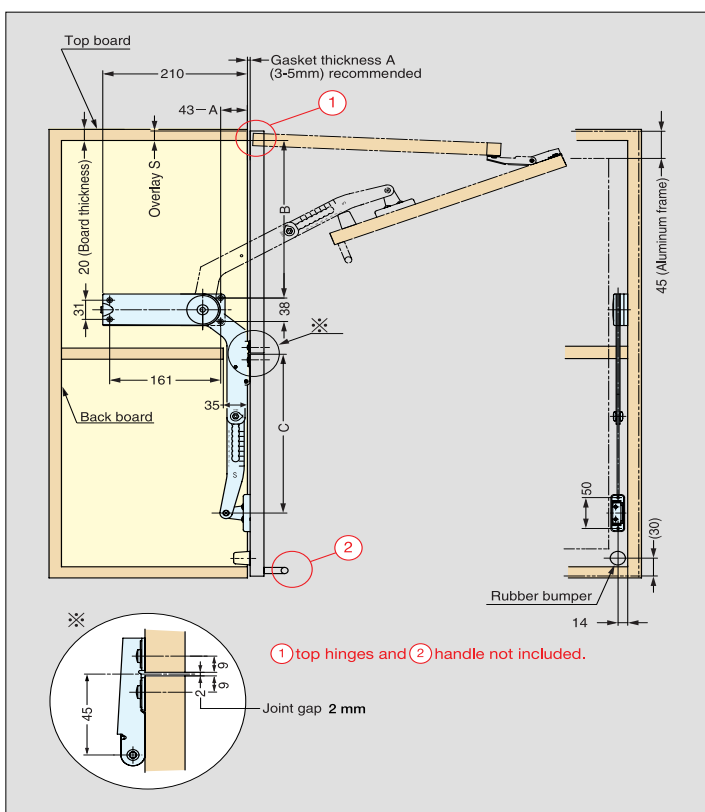 Top board
Gasket thickness A
(3-5mm) recommended
210
43-A
1
20 (Board thickness)
Overlay S
B
45 (Aluminum frame)
31
38
※
161
35
Back board
C
S
50
(30)
2
Rubber bumper
14
※
1 top hinges and 2 handle not included.
9
2
9
45
Joint gap 2 mm